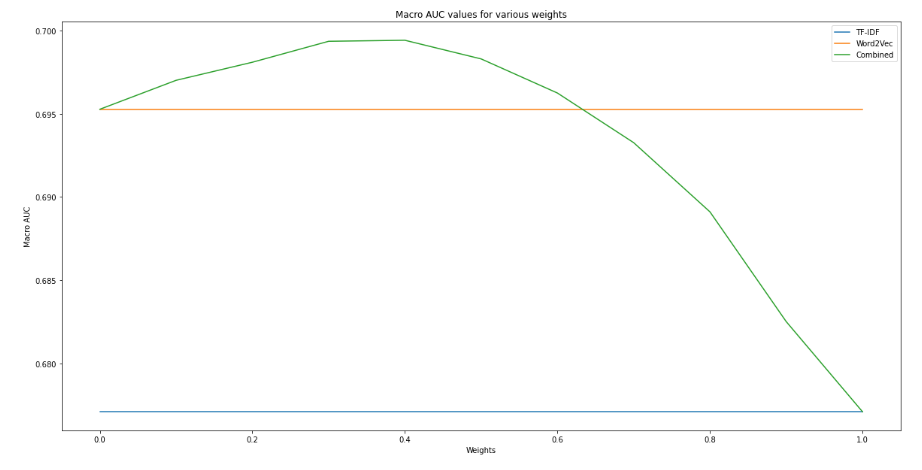 Macro AUC values for various weights
TF-IDF
Word2Vec
Combined
0.700
0.695
0.690
0.685
0.680
Macro AUC
0.0 0.2 0.4 0.6 0.8 1.0
Weights